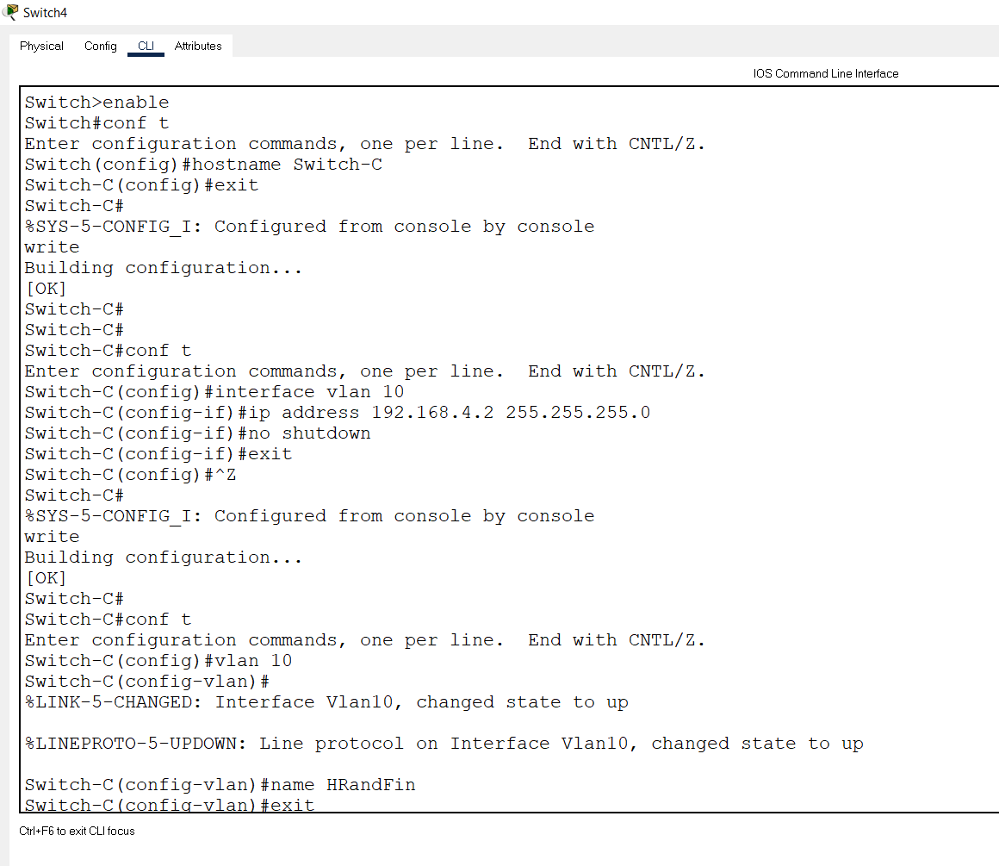 Switch4
Physical Config CLI Attributes
IOS Command Line Interface
Switch>enable
Switch#conf t
Enter configuration commands, one per line.  End with CNTL/Z.
Switch(config)#hostname Switch-C
Switch-C(config)#exit
Switch-C#
%SYS-5-CONFIG_I: Configured from console by console
write
Building configuration...
[OK]
Switch-C#
Switch-C#
Switch-C#conf t
Enter configuration commands, one per line.  End with CNTL/Z.
Switch-C(config)#interface vlan 10
Switch-C(config-if)#ip address 192.168.4.2 255.255.255.0
Switch-C(config-if)#no shutdown
Switch-C(config-if)#exit
Switch-C(config)#^Z
Switch-C#
%SYS-5-CONFIG_I: Configured from console by console
write
Building configuration...
[OK]
Switch-C#
Switch-C#conf t
Enter configuration commands, one per line.  End with CNTL/Z.
Switch-C(config)#vlan 10
Switch-C(config-vlan)#
%LINK-5-CHANGED: Interface Vlan10, changed state to up
%LINEPROTO-5-UPDOWN: Line protocol on Interface Vlan10, changed state to up
Switch-C(config-vlan)#name HRandFin
Switch-C(config-vlan)#exit
Ctrl+F6 to exit CLI focus